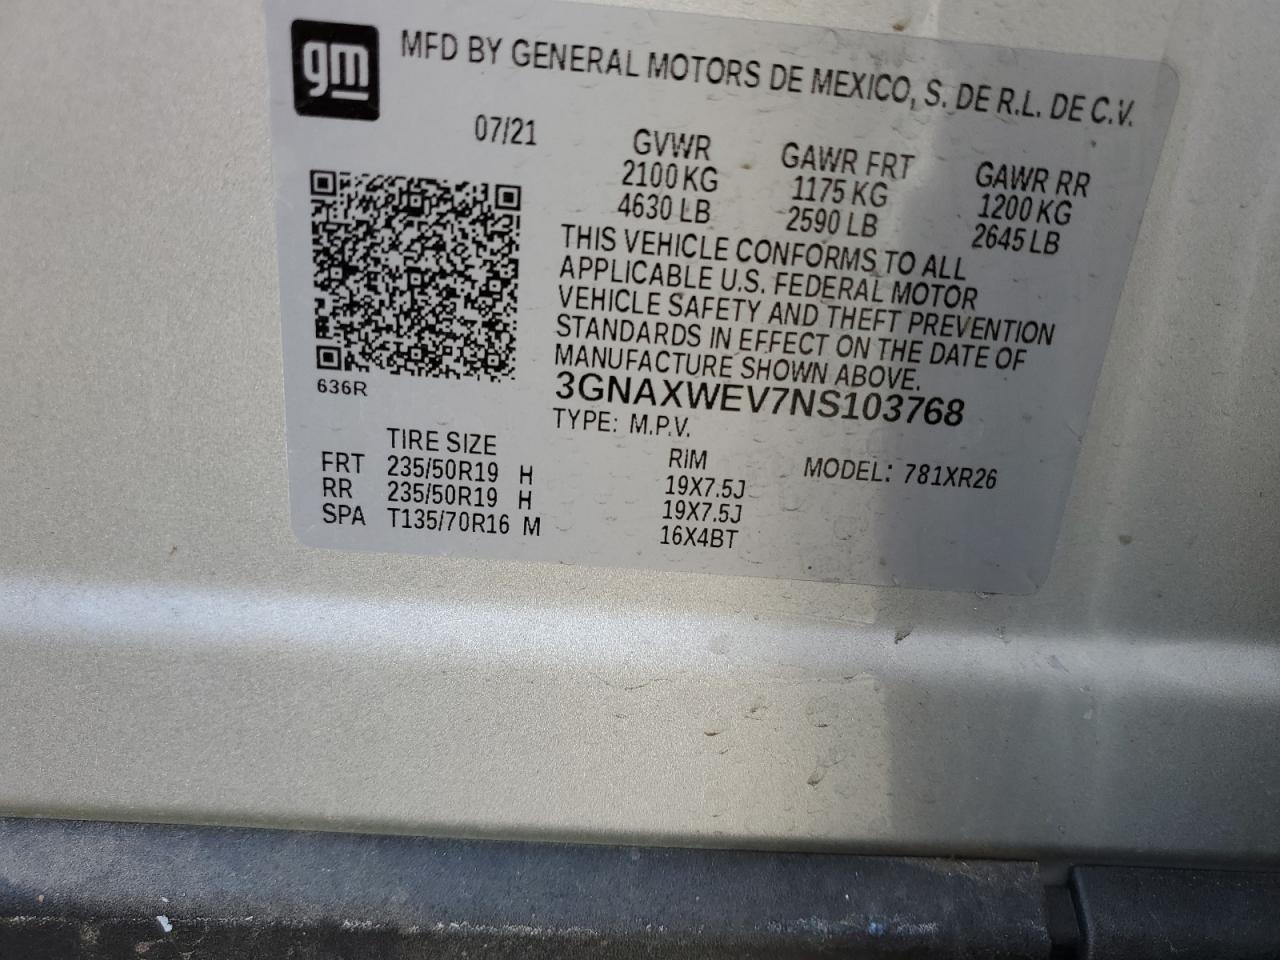 gm
MFD BY GENERAL MOTORS DE MEXICO, S. DE R.L. DE C.V.
07/21 GVWR GAWR FRT GAWR RR
2100 KG 1175 KG 1200 KG
4630 LB 2590 LB 2645 LB
THIS VEHICLE CONFORMS TO ALL
APPLICABLE U.S. FEDERAL MOTOR
VEHICLE SAFETY AND THEFT PREVENTION
STANDARDS IN EFFECT ON THE DATE OF
MANUFACTURE SHOWN ABOVE.
636R
3GNAXWEV7NS103768
TYPE: M.P.V.
TIRE SIZE RIM MODEL: 781XR26
FRT 235/50R19 H 19X7.5J
RR 235/50R19 H 19X7.5J
SPA T135/70R16 M 16X4BT